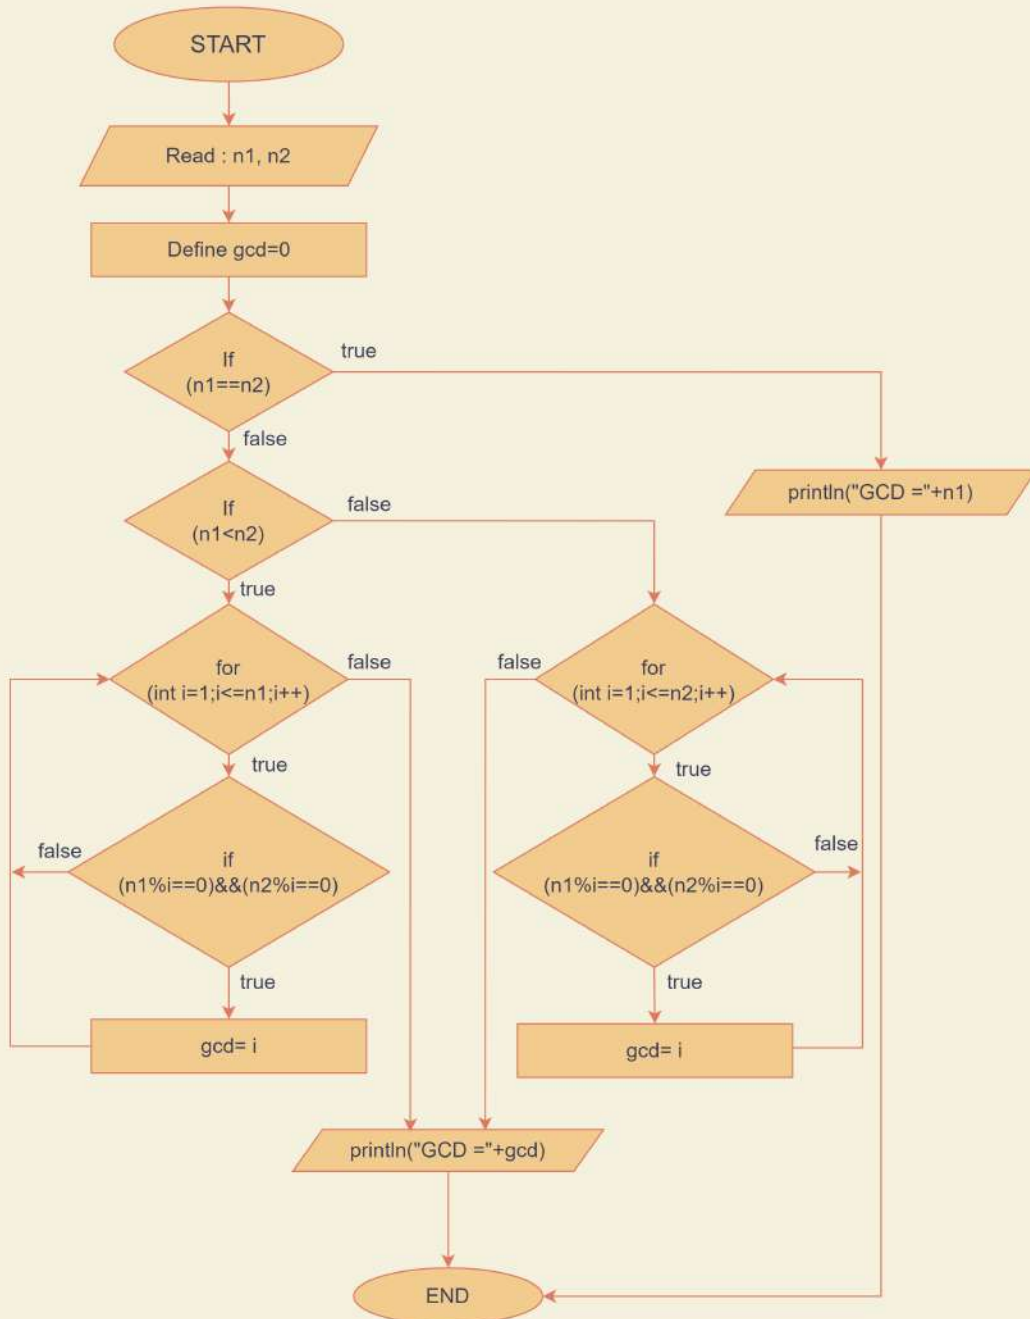 START
Read : n1, n2
Define gcd=0
If
(n1==n2)
true
false
println("GCD ="+n1)
If
(n1<n2)
false
true
for
(int i=1;i<=n1;i++)
false
true
if
(n1%i==0)&&(n2%i==0)
false
true
gcd= i
for
(int i=1;i<=n2;i++)
false
true
if
(n1%i==0)&&(n2%i==0)
false
true
gcd= i
println("GCD ="+gcd)
END